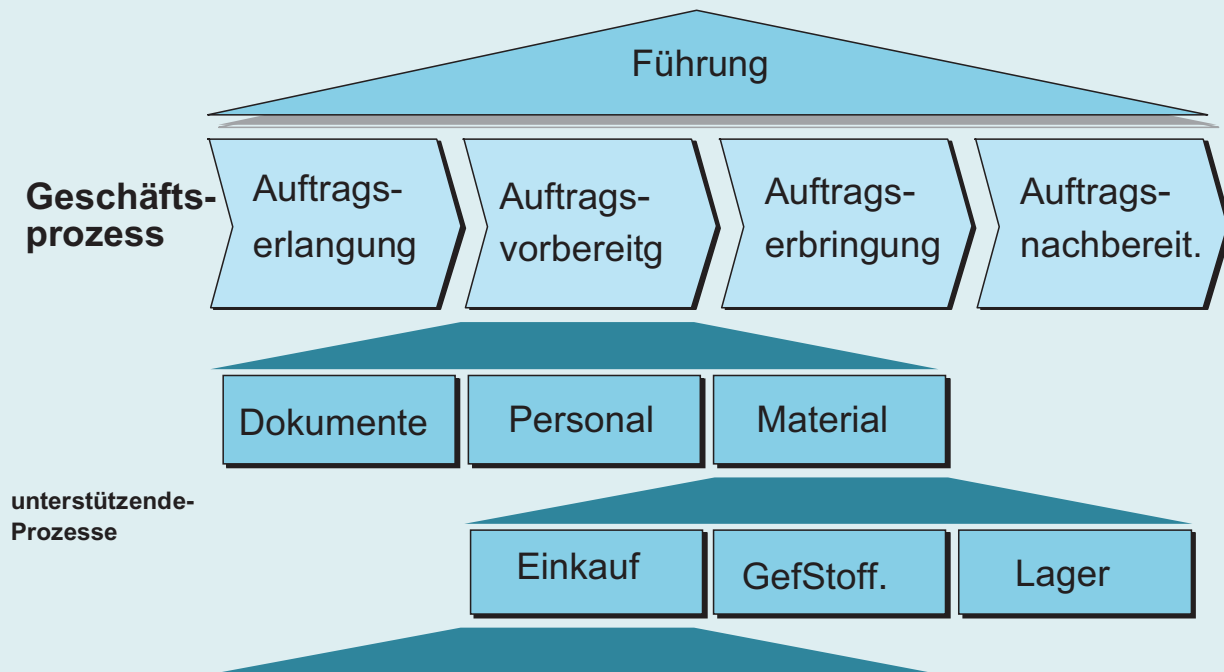 Führung
Geschäfts-
prozess
Auftrags-
erlangung
Auftrags-
vorbereitg
Auftrags-
erbringung
Auftrags-
nachbereit.
Dokumente
Personal
Material
unterstützende-
Prozesse
Einkauf
GefStoff.
Lager